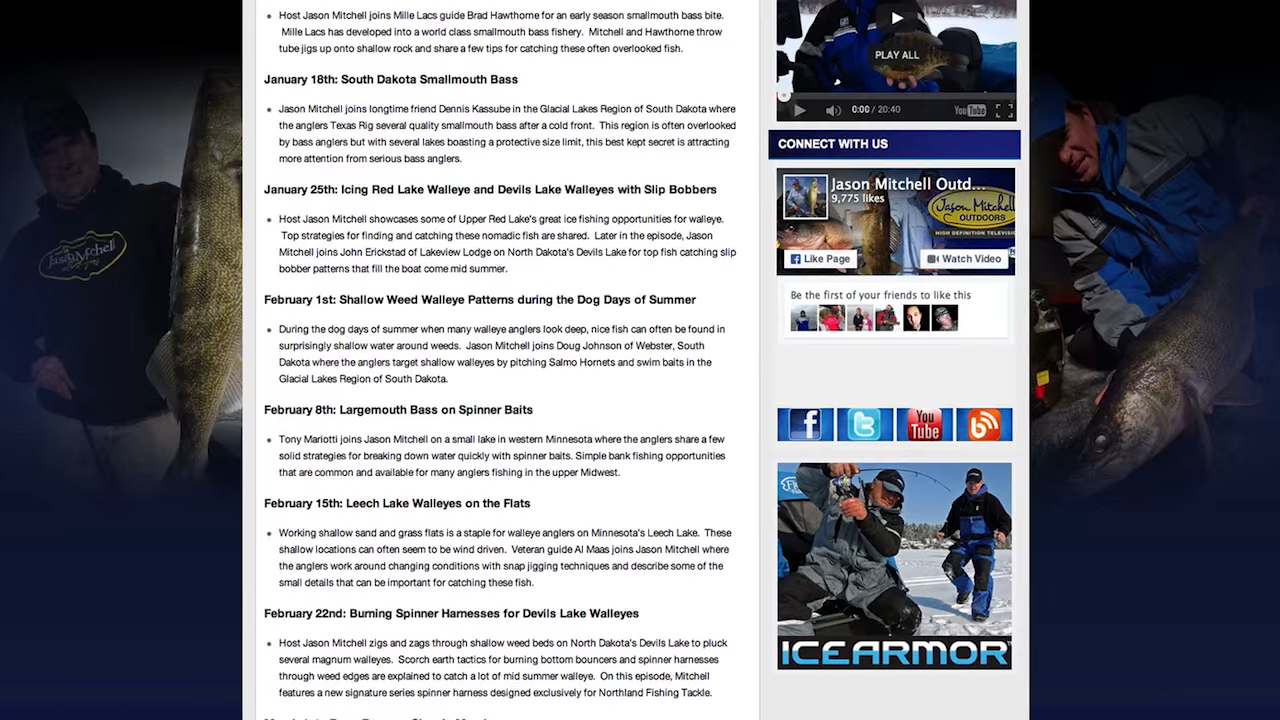 Host Jason Mitchell joins Mille Lacs guide Brad Hawthorne for an early season smallmouth bass bite.
Mille Lacs has developed into a world class smallmouth bass fishery.  Mitchell and Hawthorne throw
tube jigs up onto shallow rock and share a few tips for catching these often overlooked fish.
January 18th: South Dakota Smallmouth Bass
Jason Mitchell joins longtime friend Dennis Kassube in the Glacial Lakes Region of South Dakota where
the anglers Texas Rig several quality smallmouth bass after a cold front.  This region is often overlooked
by bass anglers but with several lakes boasting a protective size limit, this best kept secret is attracting
more attention from serious bass anglers.
January 25th: Icing Red Lake Walleye and Devils Lake Walleyes with Slip Bobbers
Host Jason Mitchell showcases some of Upper Red Lake's great ice fishing opportunities for walleye.
Top strategies for finding and catching these nomadic fish are shared.  Later in the episode, Jason
Mitchell joins John Erickstad of Lakeview Lodge on North Dakota's Devils Lake for top fish catching slip
bobber patterns that fill the boat come mid summer.
February 1st: Shallow Weed Walleye Patterns during the Dog Days of Summer
During the dog days of summer when many walleye anglers look deep, nice fish can often be found in
surprisingly shallow water around weeds.  Jason Mitchell joins Doug Johnson of Webster, South
Dakota where the anglers target shallow walleyes by pitching Salmo Hornets and swim baits in the
Glacial Lakes Region of South Dakota.
February 8th: Largemouth Bass on Spinner Baits
Tony Mariotti joins Jason Mitchell on a small lake in western Minnesota where the anglers share a few
solid strategies for breaking down water quickly with spinner baits. Simple bank fishing opportunities
that are common and available for many anglers fishing in the upper Midwest.
February 15th: Leech Lake Walleyes on the Flats
Working shallow sand and grass flats is a staple for walleye anglers on Minnesota's Leech Lake.  These
shallow locations can often seem to be wind driven.  Veteran guide Al Maas joins Jason Mitchell where
the anglers work around changing conditions with snap jigging techniques and describe some of the
small details that can be important for catching these fish.
February 22nd: Burning Spinner Harnesses for Devils Lake Walleyes
Host Jason Mitchell zigs and zags through shallow weed beds on North Dakota's Devils Lake to pluck
several magnum walleyes.  Scorch earth tactics for burning bottom bouncers and spinner harnesses
through weed edges are explained to catch a lot of mid summer walleye.  On this episode, Mitchell
features a new signature series spinner harness designed exclusively for Northland Fishing Tackle.
PLAY ALL
0:00 / 20:40
YouTube
CONNECT WITH US
Jason Mitchell Outd...
9,775 likes
Jason Mitchell
OUTDOORS
HIGH DEFINITION TELEVISI
Like Page
Watch Video
Be the first of your friends to like this
You
Tube
ICEARMOR
Jason Mitchell